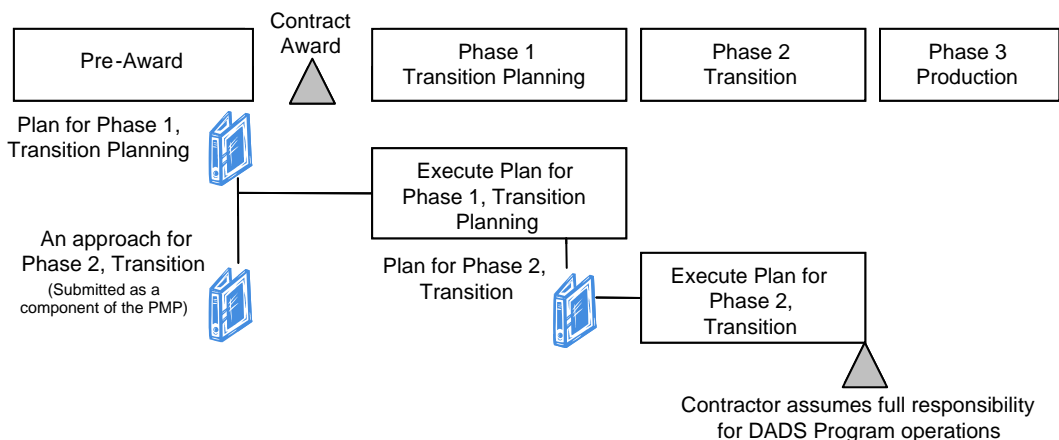 Contract
Award
Pre-Award
Phase 1
Transition Planning
Phase 2
Transition
Phase 3
Production
Plan for Phase 1,
Transition Planning
Execute Plan for
Phase 1, Transition
Planning
An approach for
Phase 2, Transition
(Submitted as a
component of the PMP)
Plan for Phase 2,
Transition
Execute Plan for
Phase 2,
Transition
Contractor assumes full responsibility
for DADS Program operations